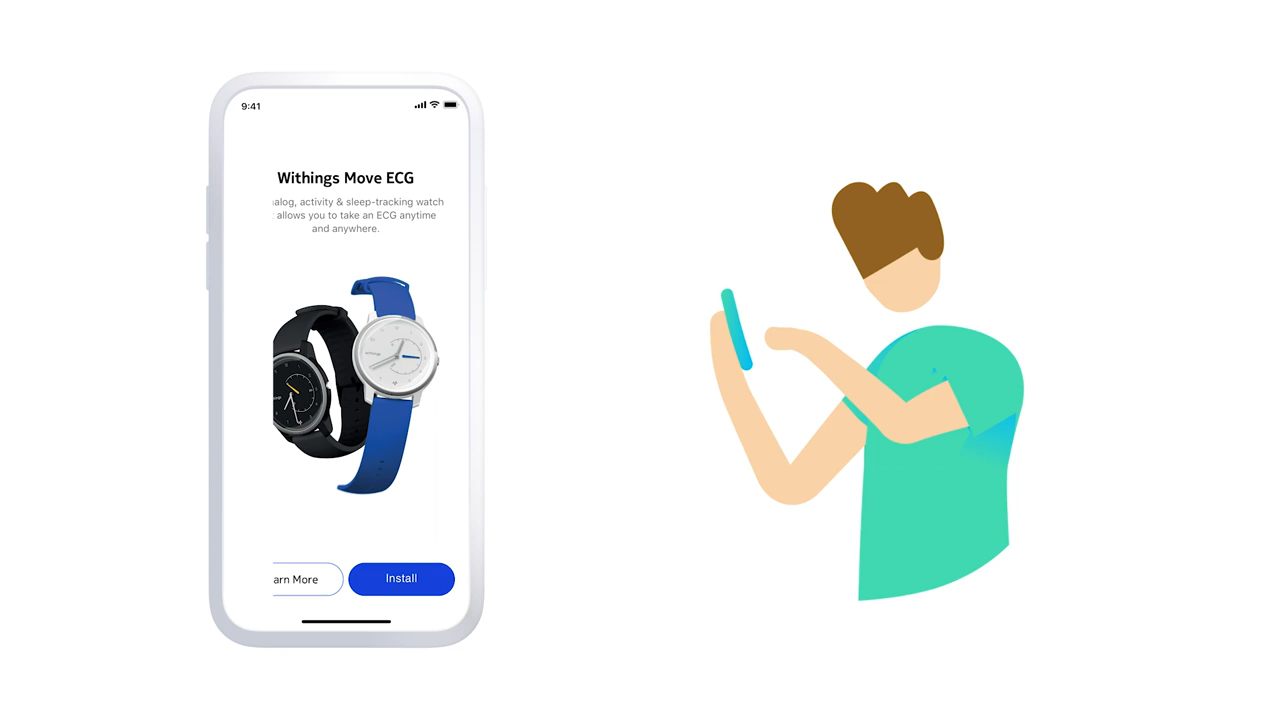 9:41
Withings Move ECG
alog, activity & sleep-tracking watch
allows you to take an ECG anytime
and anywhere.
arn More
Install